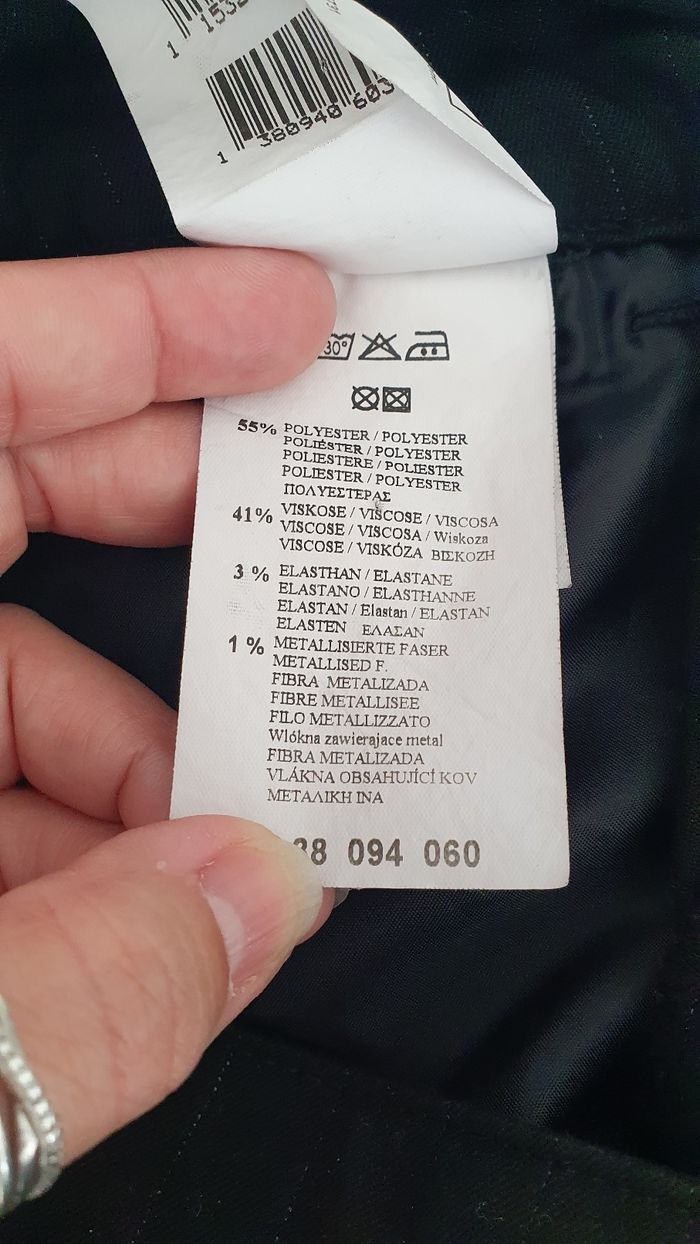 1 380940 603
30°
55% POLYESTER / POLYESTER
POLIÉSTER / POLYESTER
POLIESTERE / POLIESTER
POLIESTER / POLYESTER
ΠΟΛΥΕΣΤΕΡΑΣ
41% VISKOSE / VISCOSE / VISCOSA
VISCOSE / VISCOSA / Wiskoza
VISCOSE / VISKÓZA ΒΙΣΚΟΖΗ
3 % ELASTHAN / ELASTANE
ELASTANO / ELASTHANNE
ELASTAN / Elastan / ELASTAN
ELASTEN ΕΛΑΣΑΝ
1 % METALLISIERTE FASER
METALLISED F.
FIBRA METALIZADA
FIBRE METALLISEE
FILO METALLIZZATO
Wlókna zawierajace metal
FIBRA METALIZADA
VLÁKNA OBSAHUJÍCÍ KOV
ΜΕΤΑΛΙΚΗ ΙΝΑ
38 094 060